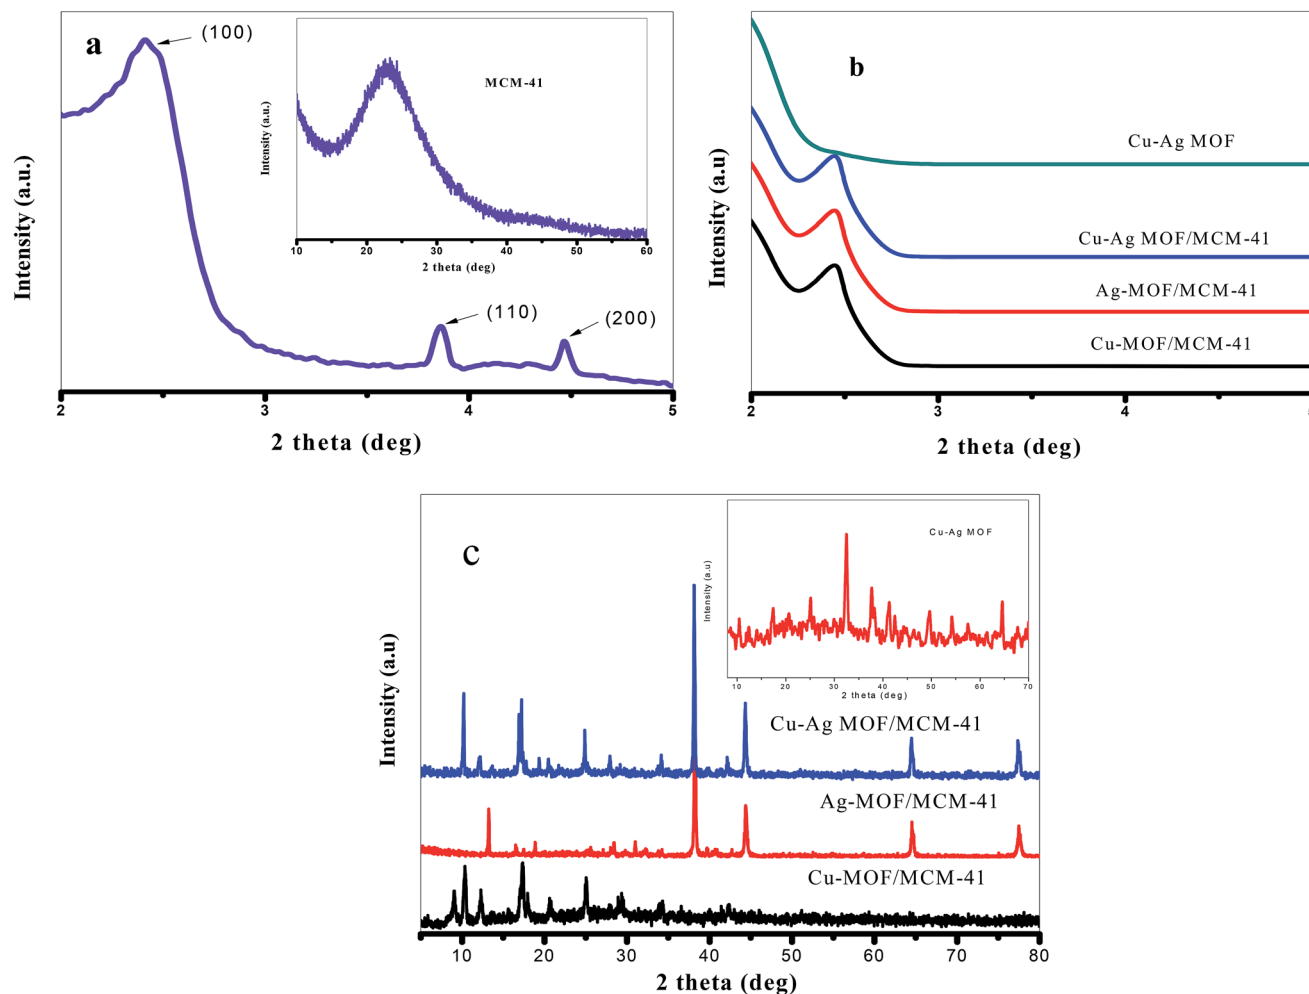 a
(100)
MCM-41
Intensity (a.u.)
10 20 30 40 50 60
2 theta (deg)
(110)
(200)
Intensity (a.u.)
2 3 4 5
2 theta (deg)
b
Cu-Ag MOF
Cu-Ag MOF/MCM-41
Ag-MOF/MCM-41
Cu-MOF/MCM-41
Intensity (a.u)
2 3 4
2 theta (deg)
c
Cu-Ag MOF
Intensity (a.u)
10 20 30 40 50 60 70
2 theta (deg)
Cu-Ag MOF/MCM-41
Ag-MOF/MCM-41
Cu-MOF/MCM-41
Intensity (a.u)
10 20 30 40 50 60 70 80
2 theta (deg)